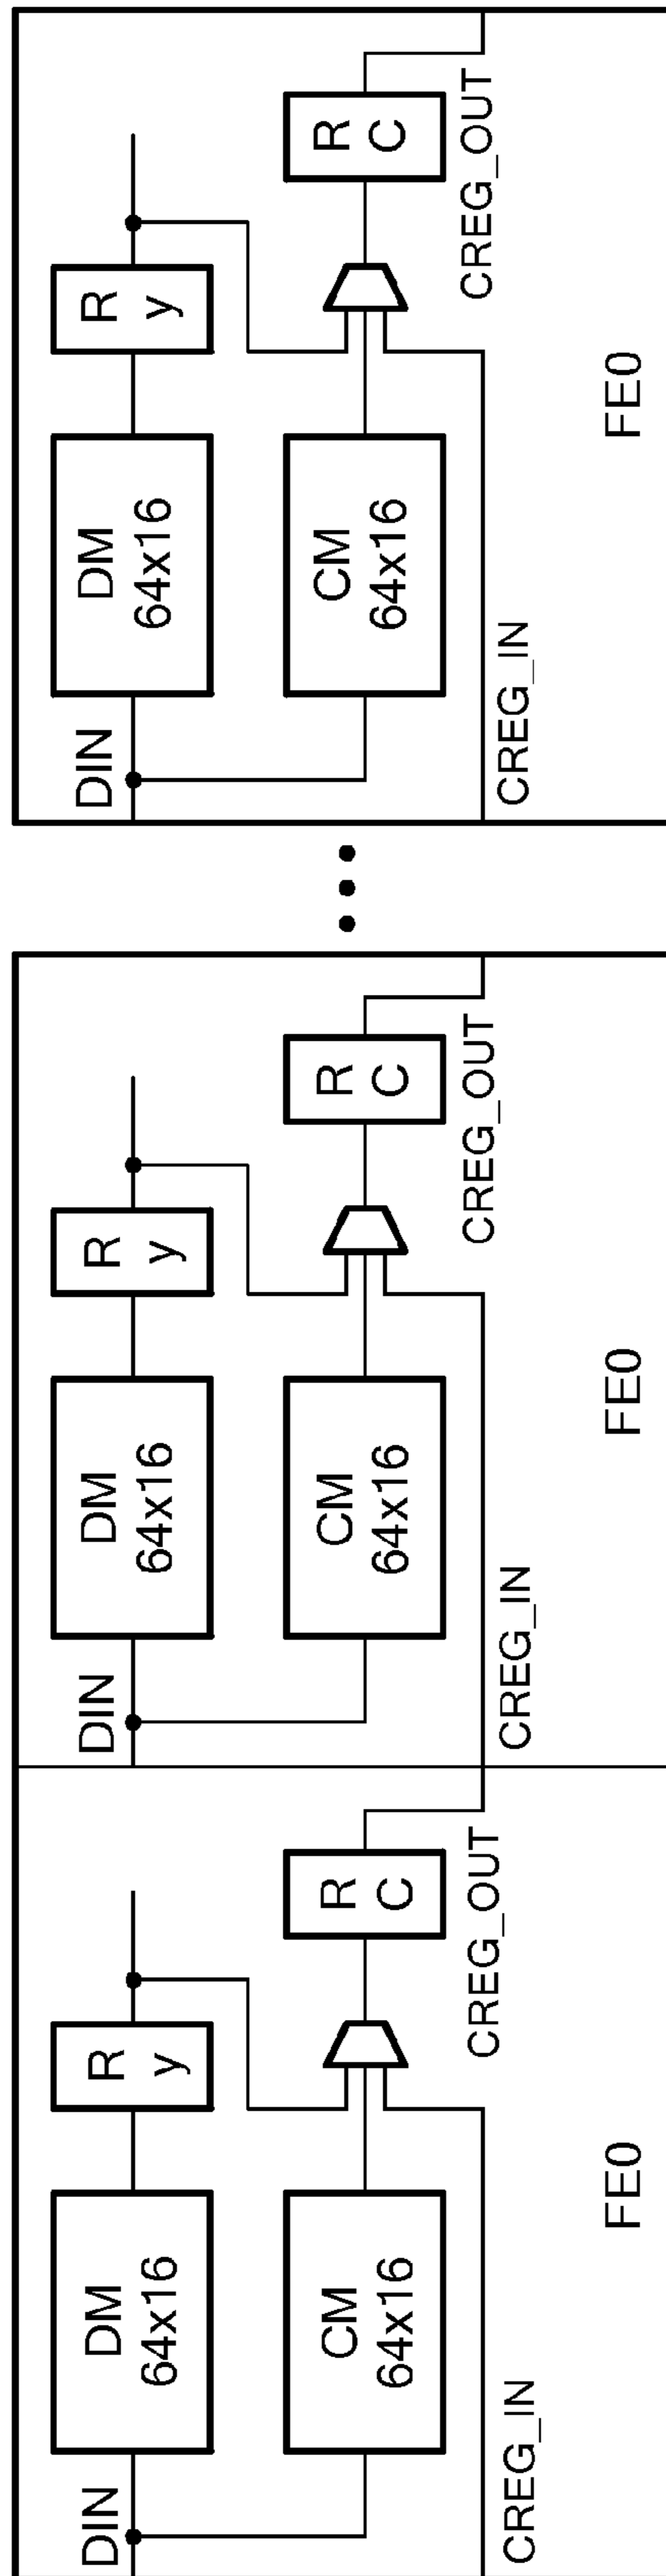 DIN
DM
64x16
R
y
CM
64x16
R
C
CREG_IN
CREG_OUT
FE0
DIN
DM
64x16
R
y
CM
64x16
R
C
CREG_IN
CREG_OUT
FE0
DIN
DM
64x16
R
y
CM
64x16
R
C
CREG_IN
CREG_OUT
FE0